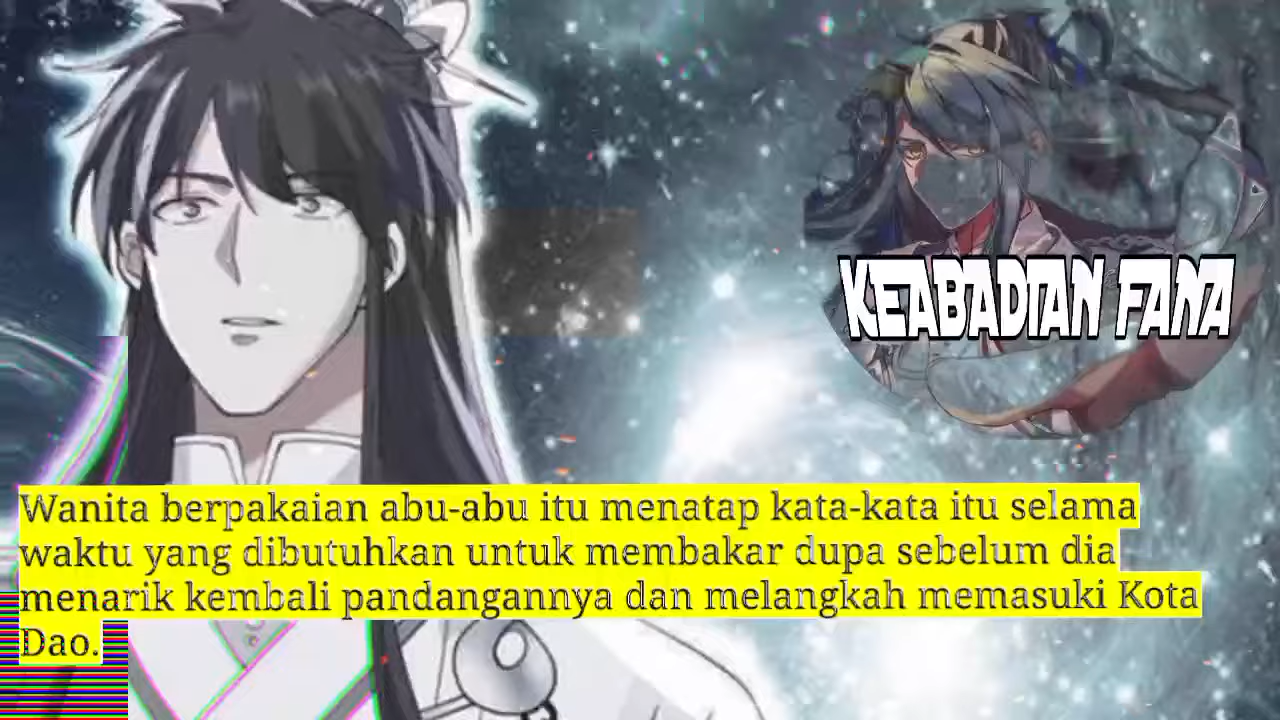 KEABADIAN FANA
Wanita berpakaian abu-abu itu menatap kata-kata itu selama
waktu yang dibutuhkan untuk membakar dupa sebelum dia
menarik kembali pandangannya dan melangkah memasuki Kota
Dao.